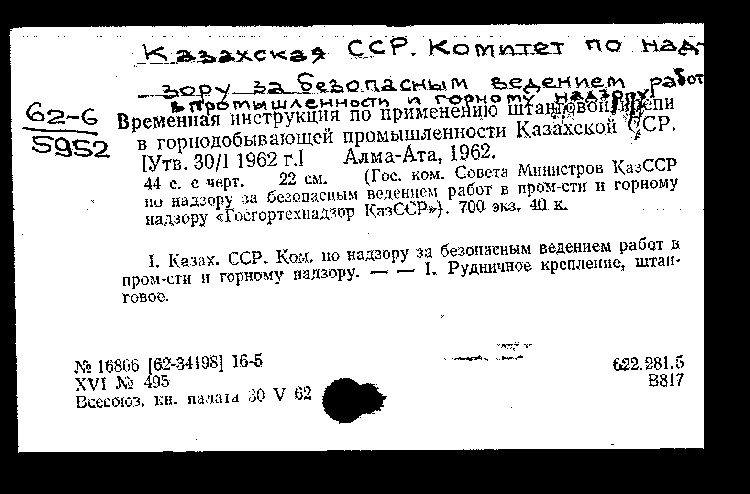 Казахская ССР. Комитет по над-
зору за безопасным ведением работ
в промышленности и горному надзору
62-6
5952
Временная инструкция по применению штанговой крепи
в горнодобывающей промышленности Казахской ССР.
[Утв. 30/I 1962 г.] Алма-Ата, 1962.
44 с. с черт. 22 см. (Гос. ком. Совета Министров КазССР
по надзору за безопасным ведением работ в пром-сти и горному
надзору «Госгортехнадзор КазССР»). 700 экз. 40 к.
I. Казах. ССР. Ком. по надзору за безопасным ведением работ в
пром-сти и горному надзору. — — 1. Рудничное крепление, штан-
говое.
№ 16806 [62-34198] 16-5
XVI № 495
Всесоюз. кн. палата 30 V 62
622.281.5
В817